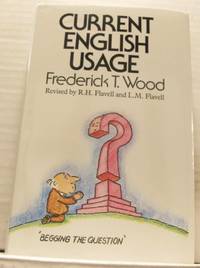 CURRENT
ENGLISH
USAGE
Frederick T. Wood
Revised by R.H. Flavell and L.M. Flavell
"BEGGING THE QUESTION"